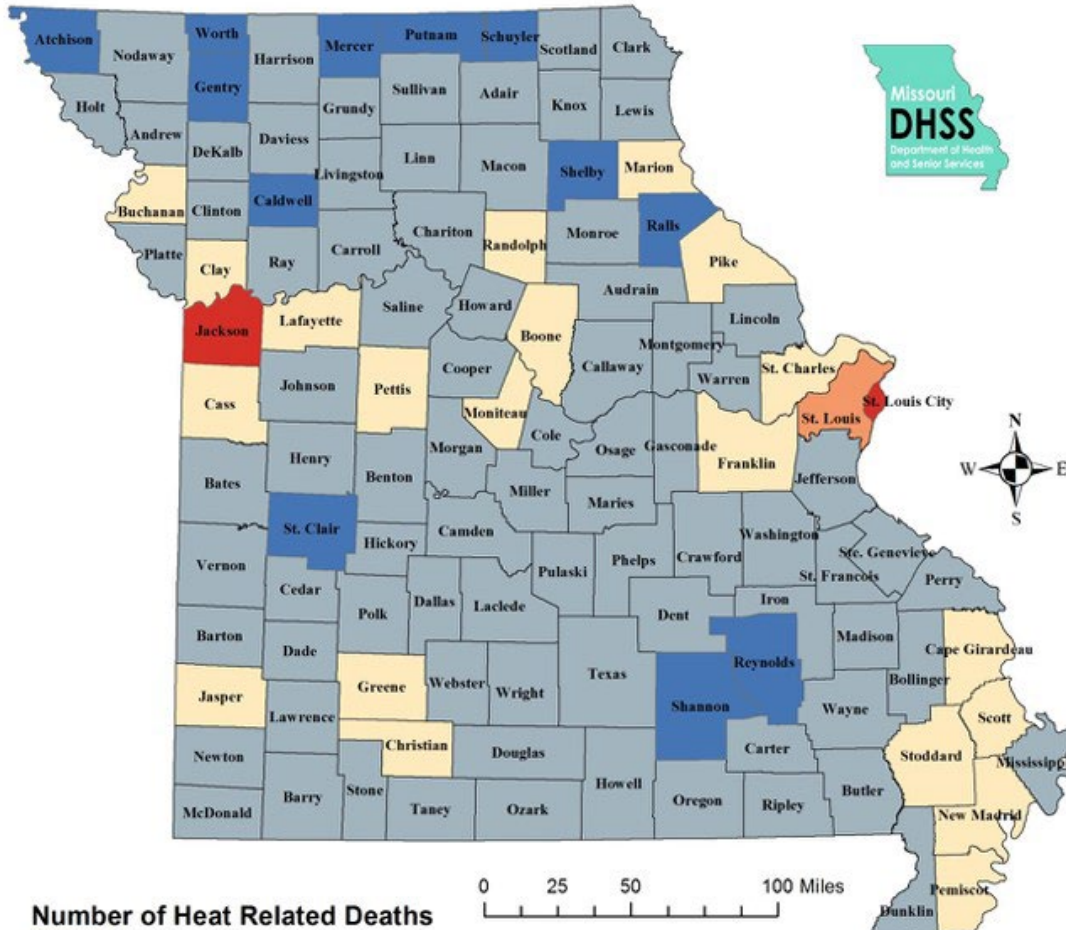 Atchison
Worth
Mercer
Putnam
Schuyler
Scotland
Clark
Nodaway
Harrison
Gentry
Sullivan
Adair
Knox
Lewis
Holt
Grundy
Andrew
DeKalb
Daviess
Linn
Macon
Livingston
Shelby
Marion
Buchanan
Clinton
Caldwell
Chariton
Randolph
Monroe
Ralls
Platte
Clay
Ray
Carroll
Pike
Audrain
Saline
Howard
Lafayette
Jackson
Boone
Lincoln
Montgomery
Callaway
Cooper
Warren
St. Charles
Johnson
Pettis
Cass
Moniteau
St. Louis City
St. Louis
Cole
Osage
Gasconade
Franklin
Morgan
Henry
Benton
Bates
Miller
Maries
Jefferson
St. Clair
Camden
Hickory
Washington
Crawford
Phelps
Pulaski
Ste. Genevieve
St. Francois
Perry
Vernon
Cedar
Polk
Dallas
Laclede
Dent
Iron
Madison
Barton
Dade
Cape Girardeau
Bollinger
Reynolds
Texas
Jasper
Greene
Webster
Wright
Shannon
Wayne
Lawrence
Scott
Christian
Douglas
Carter
Stoddard
Mississippi
Newton
Stone
Barry
Howell
Oregon
Ripley
Butler
McDonald
Taney
Ozark
New Madrid
Pemiscot
Dunklin
Missouri
DHSS
Department of Health
and Senior Services
N
W
E
S
0 25 50 100 Miles
Number of Heat Related Deaths